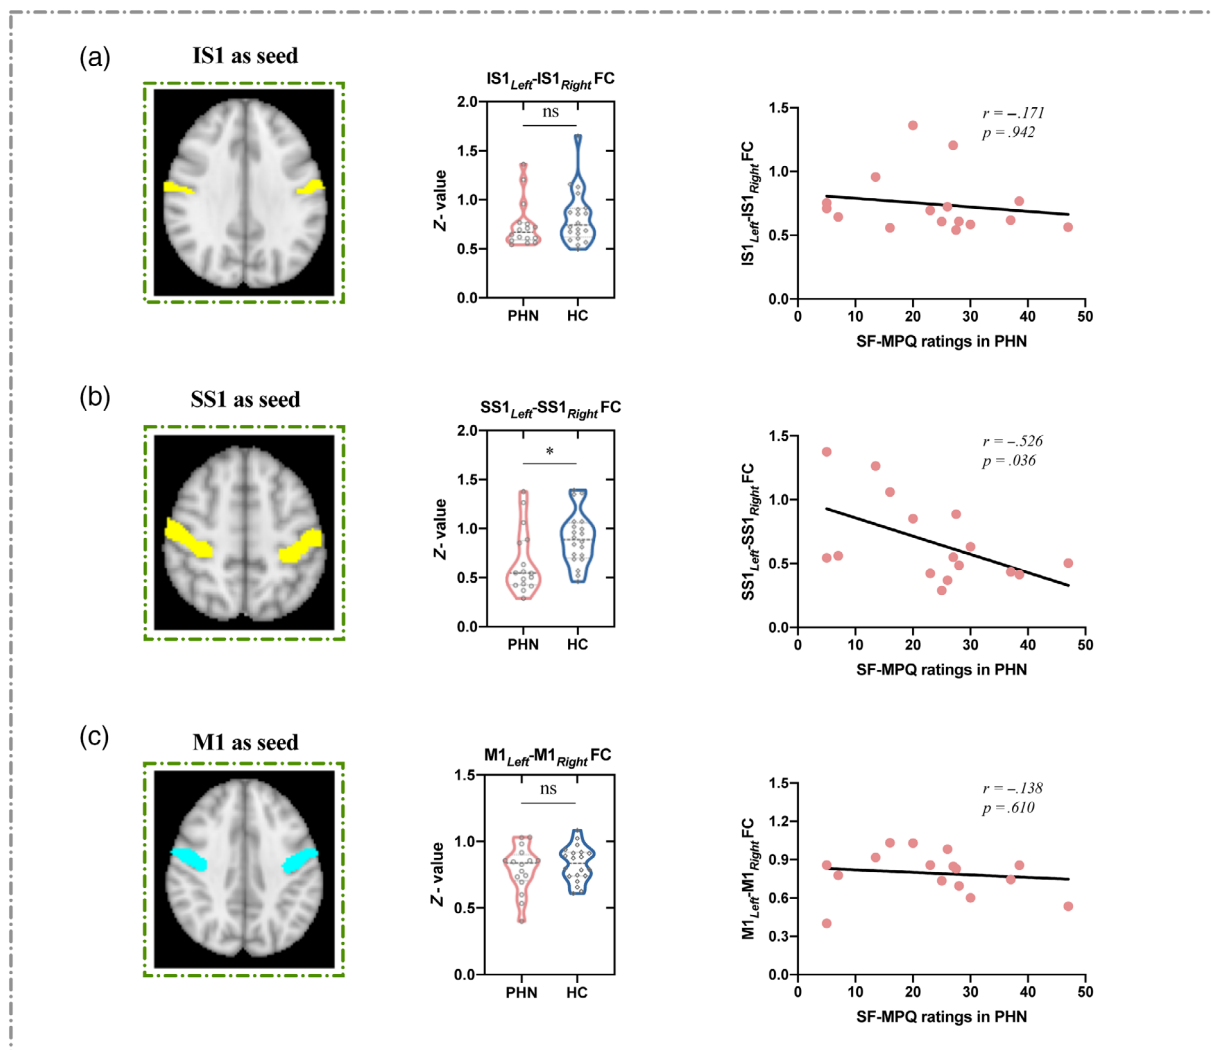 (a)
IS1 as seed
IS1Left-IS1Right FC
2.0
1.5
1.0
0.5
0.0
Z- value
ns
PHN HC
r = –.171
p = .942
1.5
1.0
0.5
0.0
IS1Left-IS1Right FC
0 10 20 30 40 50
SF-MPQ ratings in PHN
(b)
SS1 as seed
SS1Left-SS1Right FC
2.0
1.5
1.0
0.5
0.0
Z- value
*
PHN HC
r = –.526
p = .036
1.5
1.0
0.5
0.0
SS1Left-SS1Right FC
0 10 20 30 40 50
SF-MPQ ratings in PHN
(c)
M1 as seed
M1Left-M1Right FC
1.5
1.0
0.5
0.0
Z- value
ns
PHN HC
r = –.138
p = .610
1.5
1.2
0.9
0.6
0.3
0.0
M1Left-M1Right FC
0 10 20 30 40 50
SF-MPQ ratings in PHN